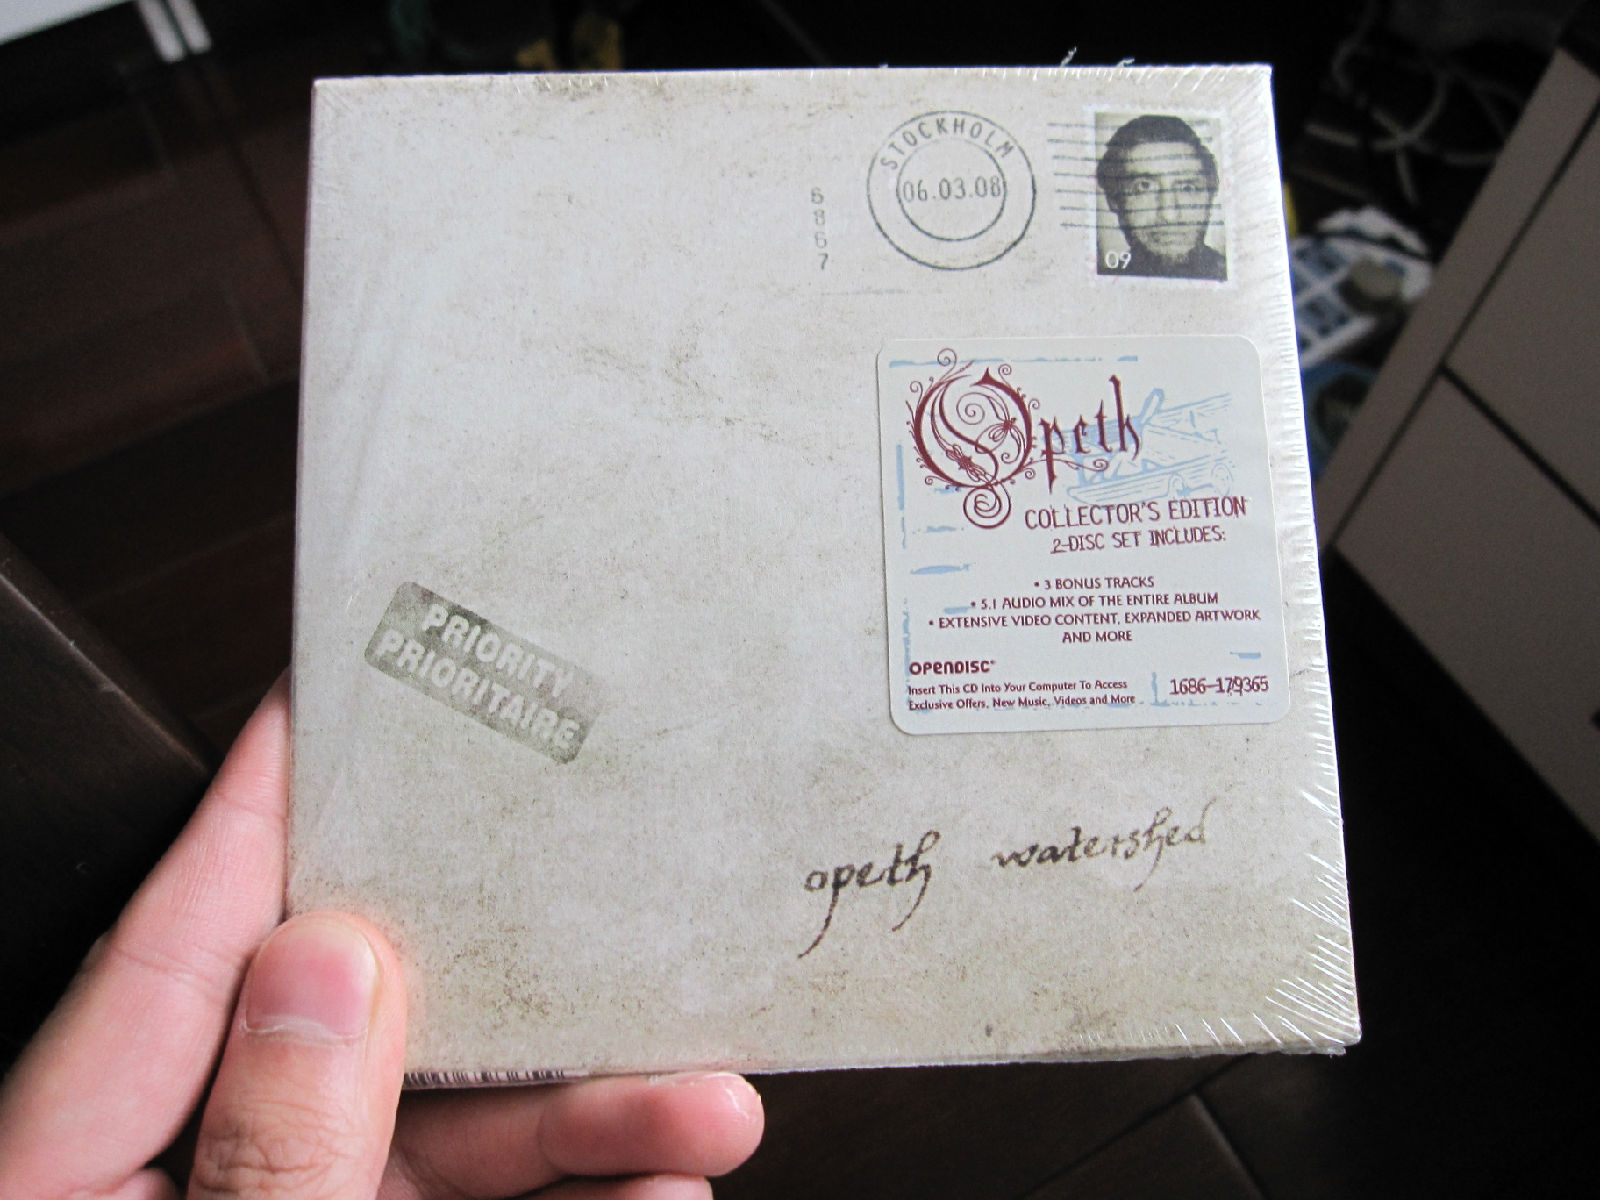 STOCKHOLM
06.03.08
6867
09
Opeth
COLLECTOR'S EDITION
2-DISC SET INCLUDES:
• 3 BONUS TRACKS
• 5.1 AUDIO MIX OF THE ENTIRE ALBUM
• EXTENSIVE VIDEO CONTENT, EXPANDED ARTWORK
AND MORE
OPENDISC
Insert This CD Into Your Computer To Access
Exclusive Offers, New Music, Videos and More
1686-179365
PRIORITY
PRIORITAIRE
opeth watershed